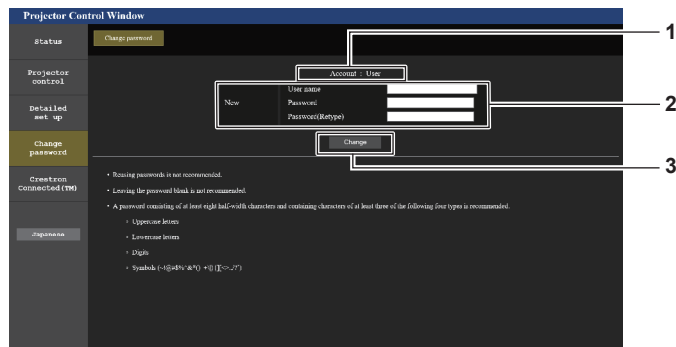 Projector Control Window
1
Status
Change password
Projector
control
Account : User
User name
2
New
Password
Password(Retype)
Detailed
set up
Change
Change
password
3
Reusing passwords is not recommended.
Crestron
Connected(TM)
Leaving the password blank is not recommended.
A password consisting of at least eight half-width characters and containing characters of at least three of the following four types is recommended.
Uppercase letters
Japanese
Lowercase letters
Digits
Symbols